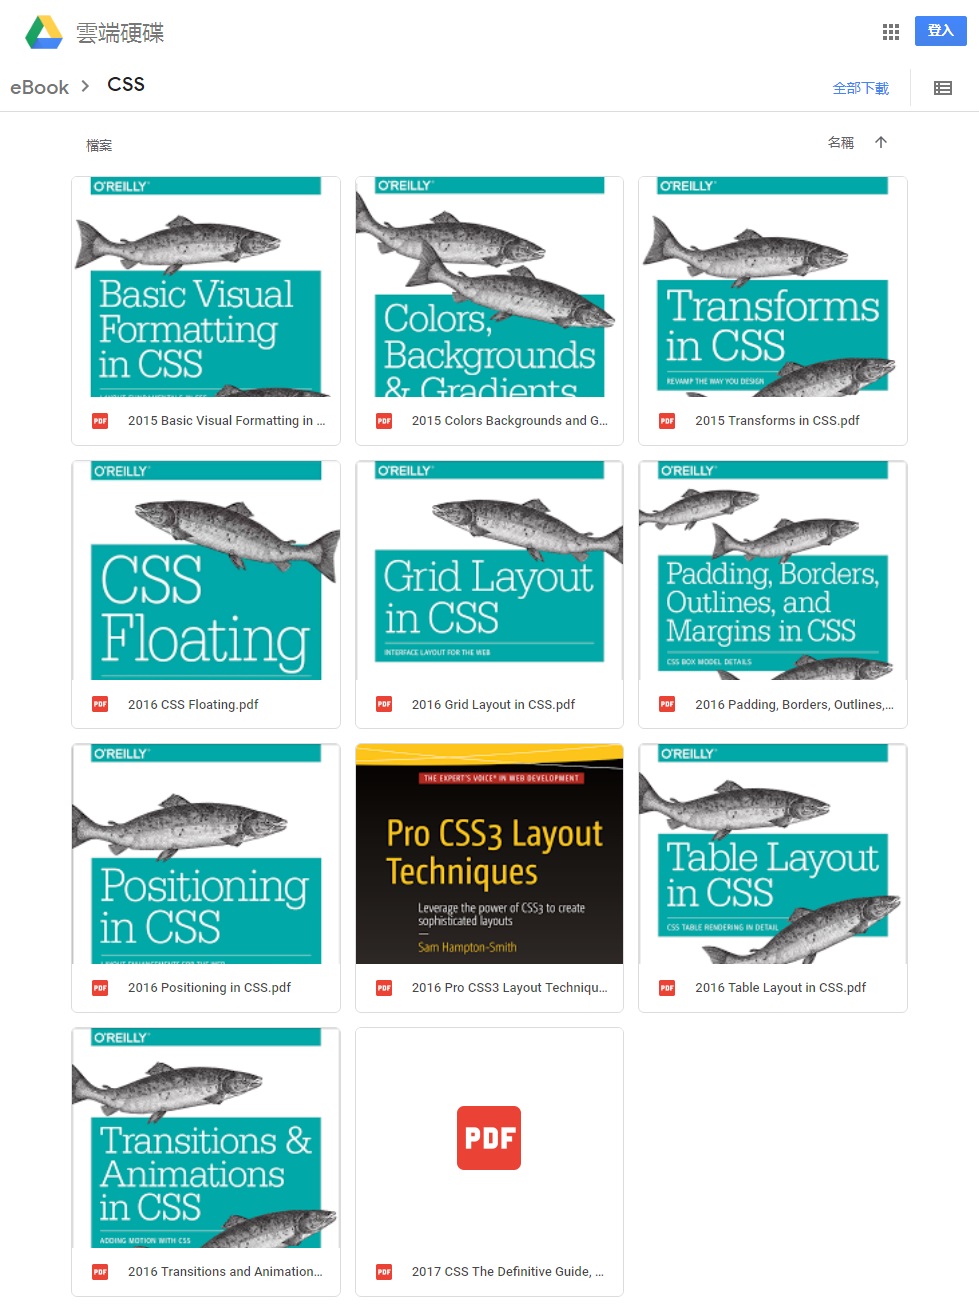 雲端硬碟
登入
eBook > CSS
全部下載
檔案
名稱
O'REILLY
Basic Visual
Formatting
in CSS
PDF 2015 Basic Visual Formatting in ...
O'REILLY
Colors,
Backgrounds
& Gradients
PDF 2015 Colors Backgrounds and G...
O'REILLY
Transforms
in CSS
REVAMP THE WAY YOU DESIGN
PDF 2015 Transforms in CSS.pdf
O'REILLY
CSS
Floating
PDF 2016 CSS Floating.pdf
O'REILLY
Grid Layout
in CSS
INTERFACE LAYOUT FOR THE WEB
PDF 2016 Grid Layout in CSS.pdf
O'REILLY
Padding, Borders,
Outlines, and
Margins in CSS
CSS BOX MODEL DETAILS
PDF 2016 Padding, Borders, Outlines,...
O'REILLY
Positioning
in CSS
LAYOUT ENHANCEMENTS FOR THE WEB
PDF 2016 Positioning in CSS.pdf
THE EXPERT'S VOICE® IN WEB DEVELOPMENT
Pro CSS3 Layout
Techniques
Leverage the power of CSS3 to create
sophisticated layouts
—
Sam Hampton-Smith
PDF 2016 Pro CSS3 Layout Techniqu...
O'REILLY
Table Layout
in CSS
CSS TABLE RENDERING IN DETAIL
PDF 2016 Table Layout in CSS.pdf
O'REILLY
Transitions &
Animations
in CSS
ADDING MOTION WITH CSS
PDF 2016 Transitions and Animation...
PDF
PDF 2017 CSS The Definitive Guide, ...